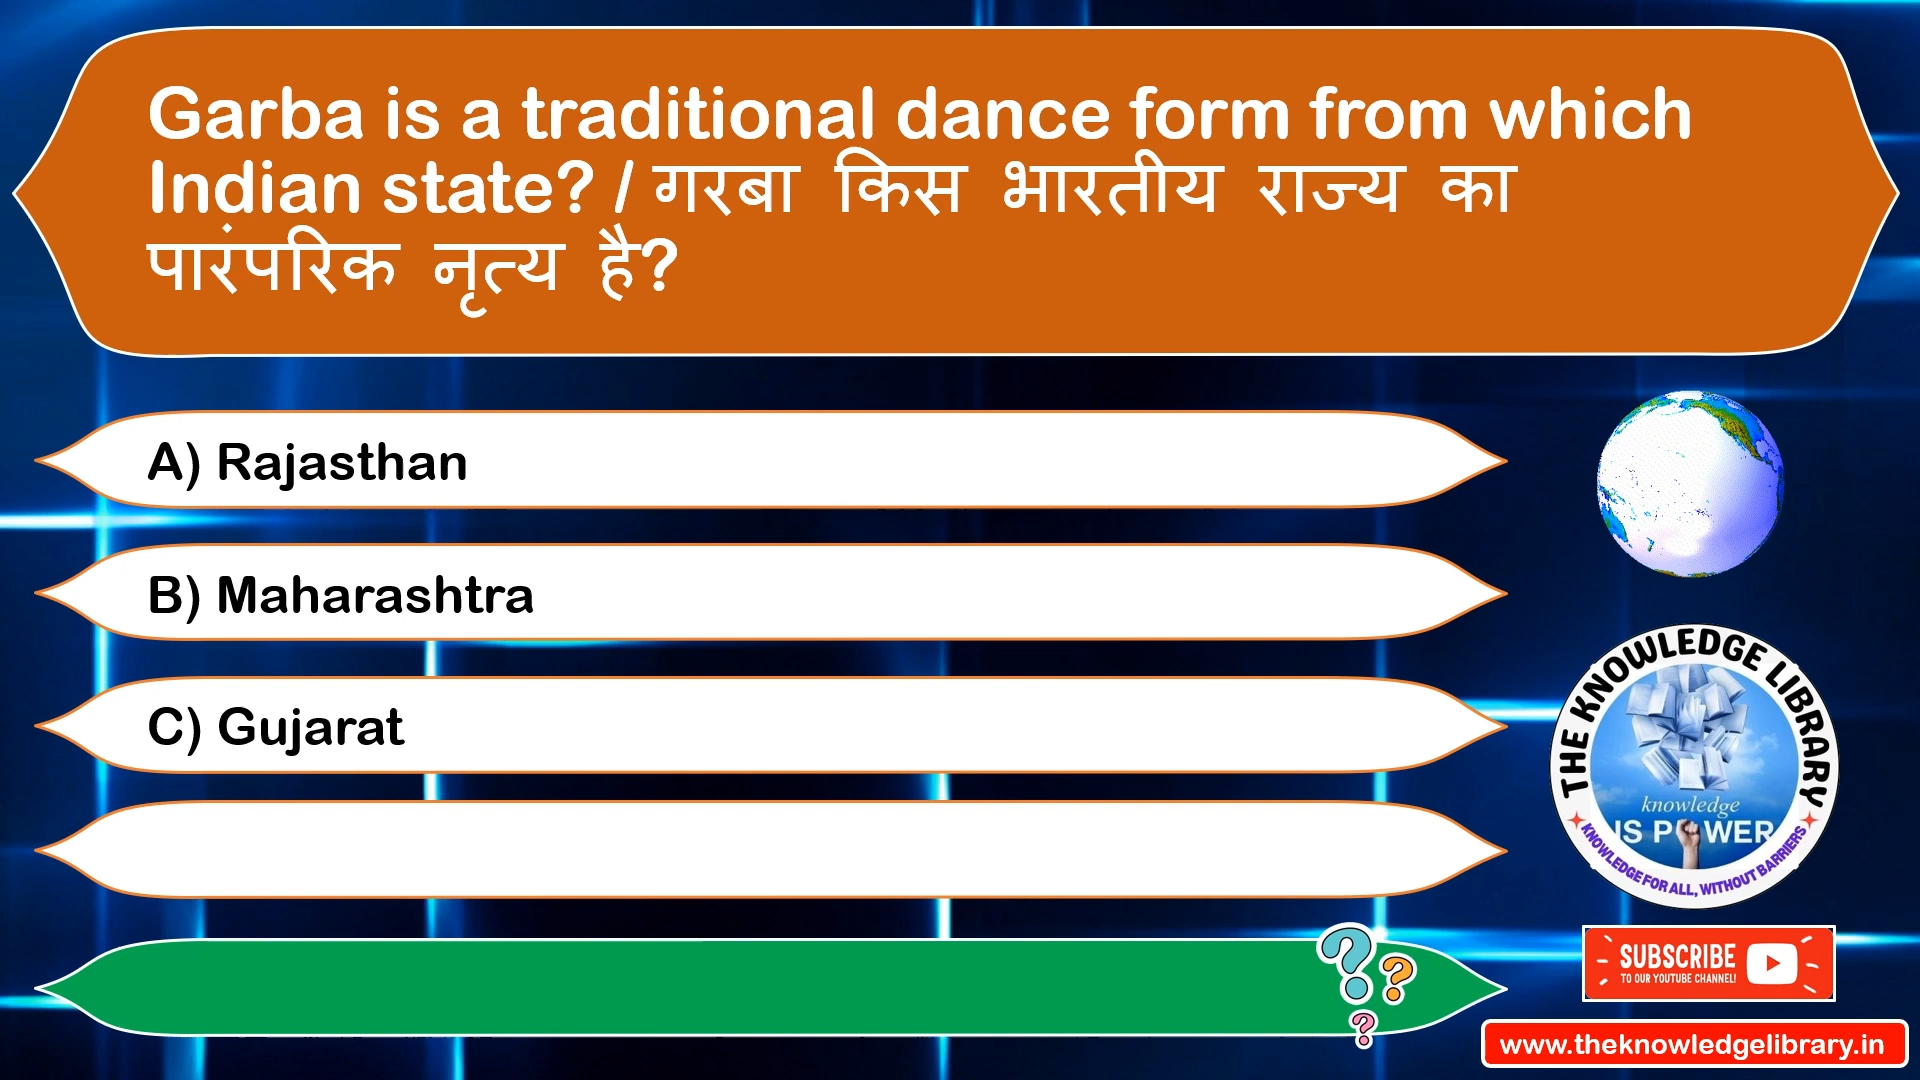 Garba is a traditional dance form from which
Indian state? / गरबा किस भारतीय राज्य का
पारंपरिक नृत्य है?
A) Rajasthan
B) Maharashtra
C) Gujarat
THE KNOWLEDGE LIBRARY
knowledge
IS POWER
KNOWLEDGE FOR ALL, WITHOUT BARRIERS
SUBSCRIBE
TO OUR YOUTUBE CHANNEL!
www.theknowledgelibrary.in